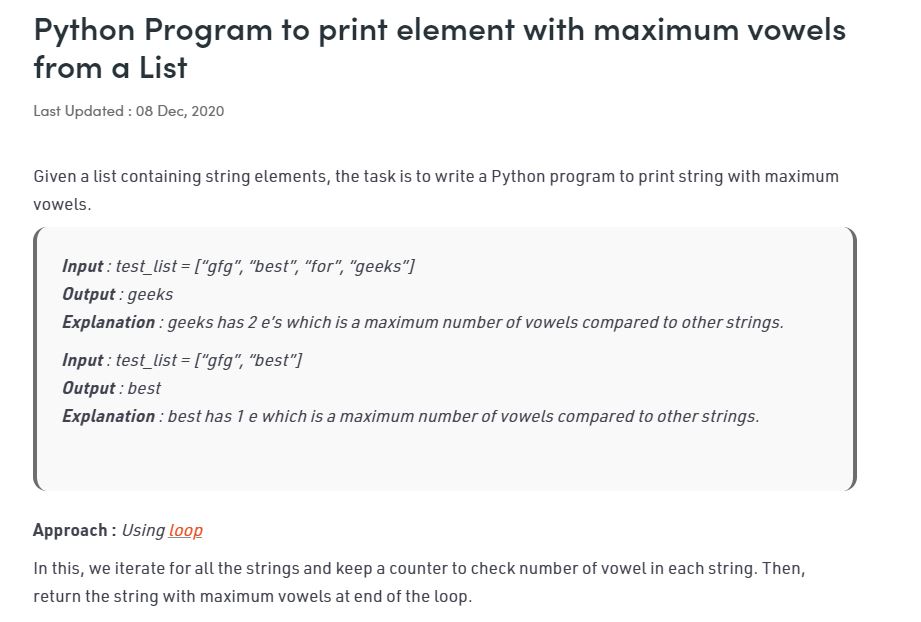 Python Program to print element with maximum vowels
from a List
Last Updated : 08 Dec, 2020
Given a list containing string elements, the task is to write a Python program to print string with maximum
vowels.
Input : test_list = [“gfg”, “best”, “for”, “geeks”]
Output : geeks
Explanation : geeks has 2 e’s which is a maximum number of vowels compared to other strings.
Input : test_list = [“gfg”, “best”]
Output : best
Explanation : best has 1 e which is a maximum number of vowels compared to other strings.
Approach : Using loop
In this, we iterate for all the strings and keep a counter to check number of vowel in each string. Then,
return the string with maximum vowels at end of the loop.